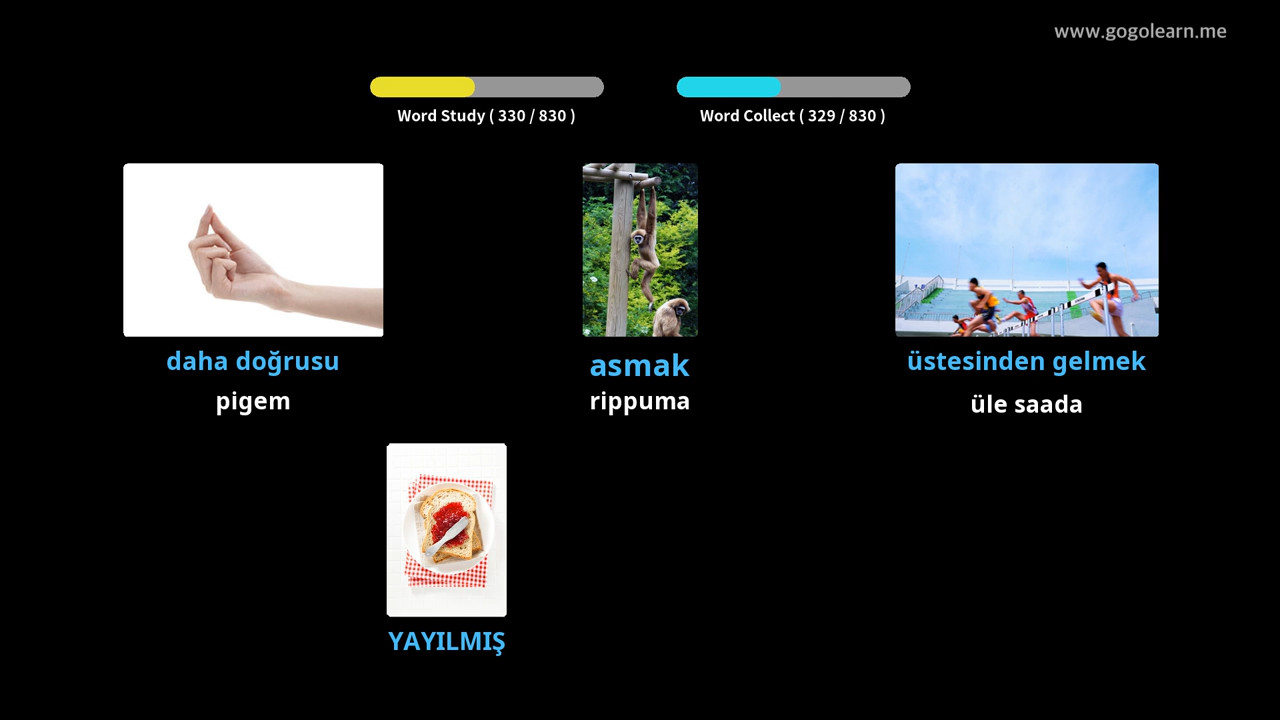 www.gogolearn.me
Word Study ( 330 / 830 )
Word Collect ( 329 / 830 )
daha doğrusu
pigem
asmak
rippuma
üstesinden gelmek
üle saada
YAYILMIŞ